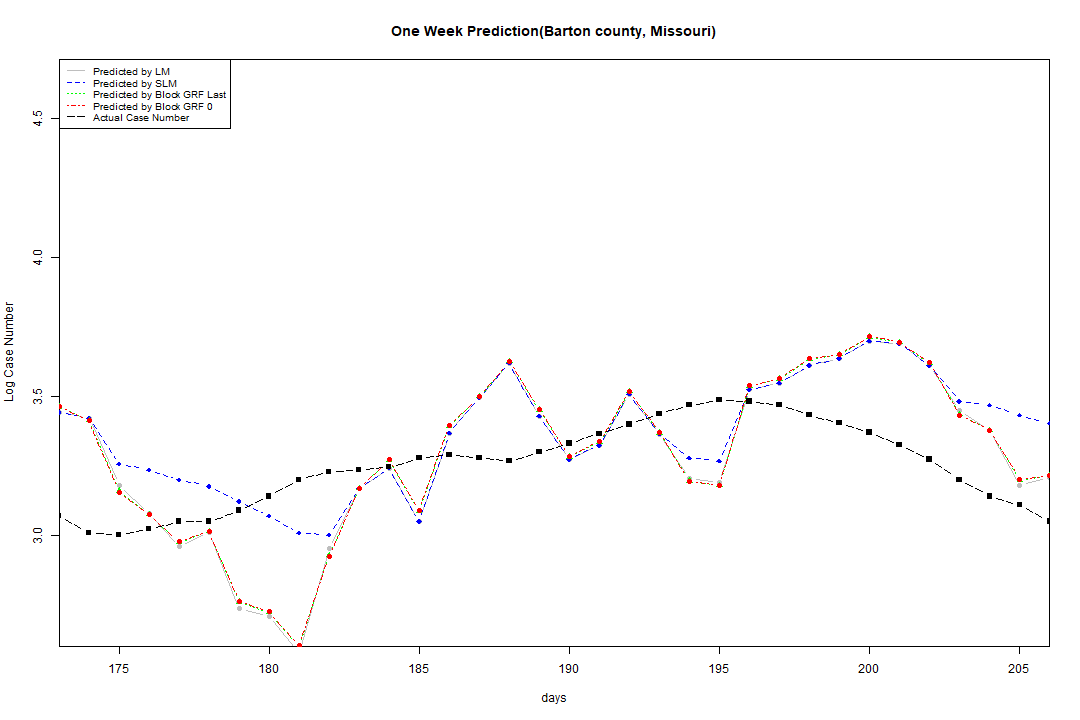 One Week Prediction(Barton county, Missouri)
Predicted by LM
Predicted by SLM
Predicted by Block GRF Last
Predicted by Block GRF 0
Actual Case Number
4.5
4.0
3.5
3.0
Log Case Number
175 180 185 190 195 200 205
days